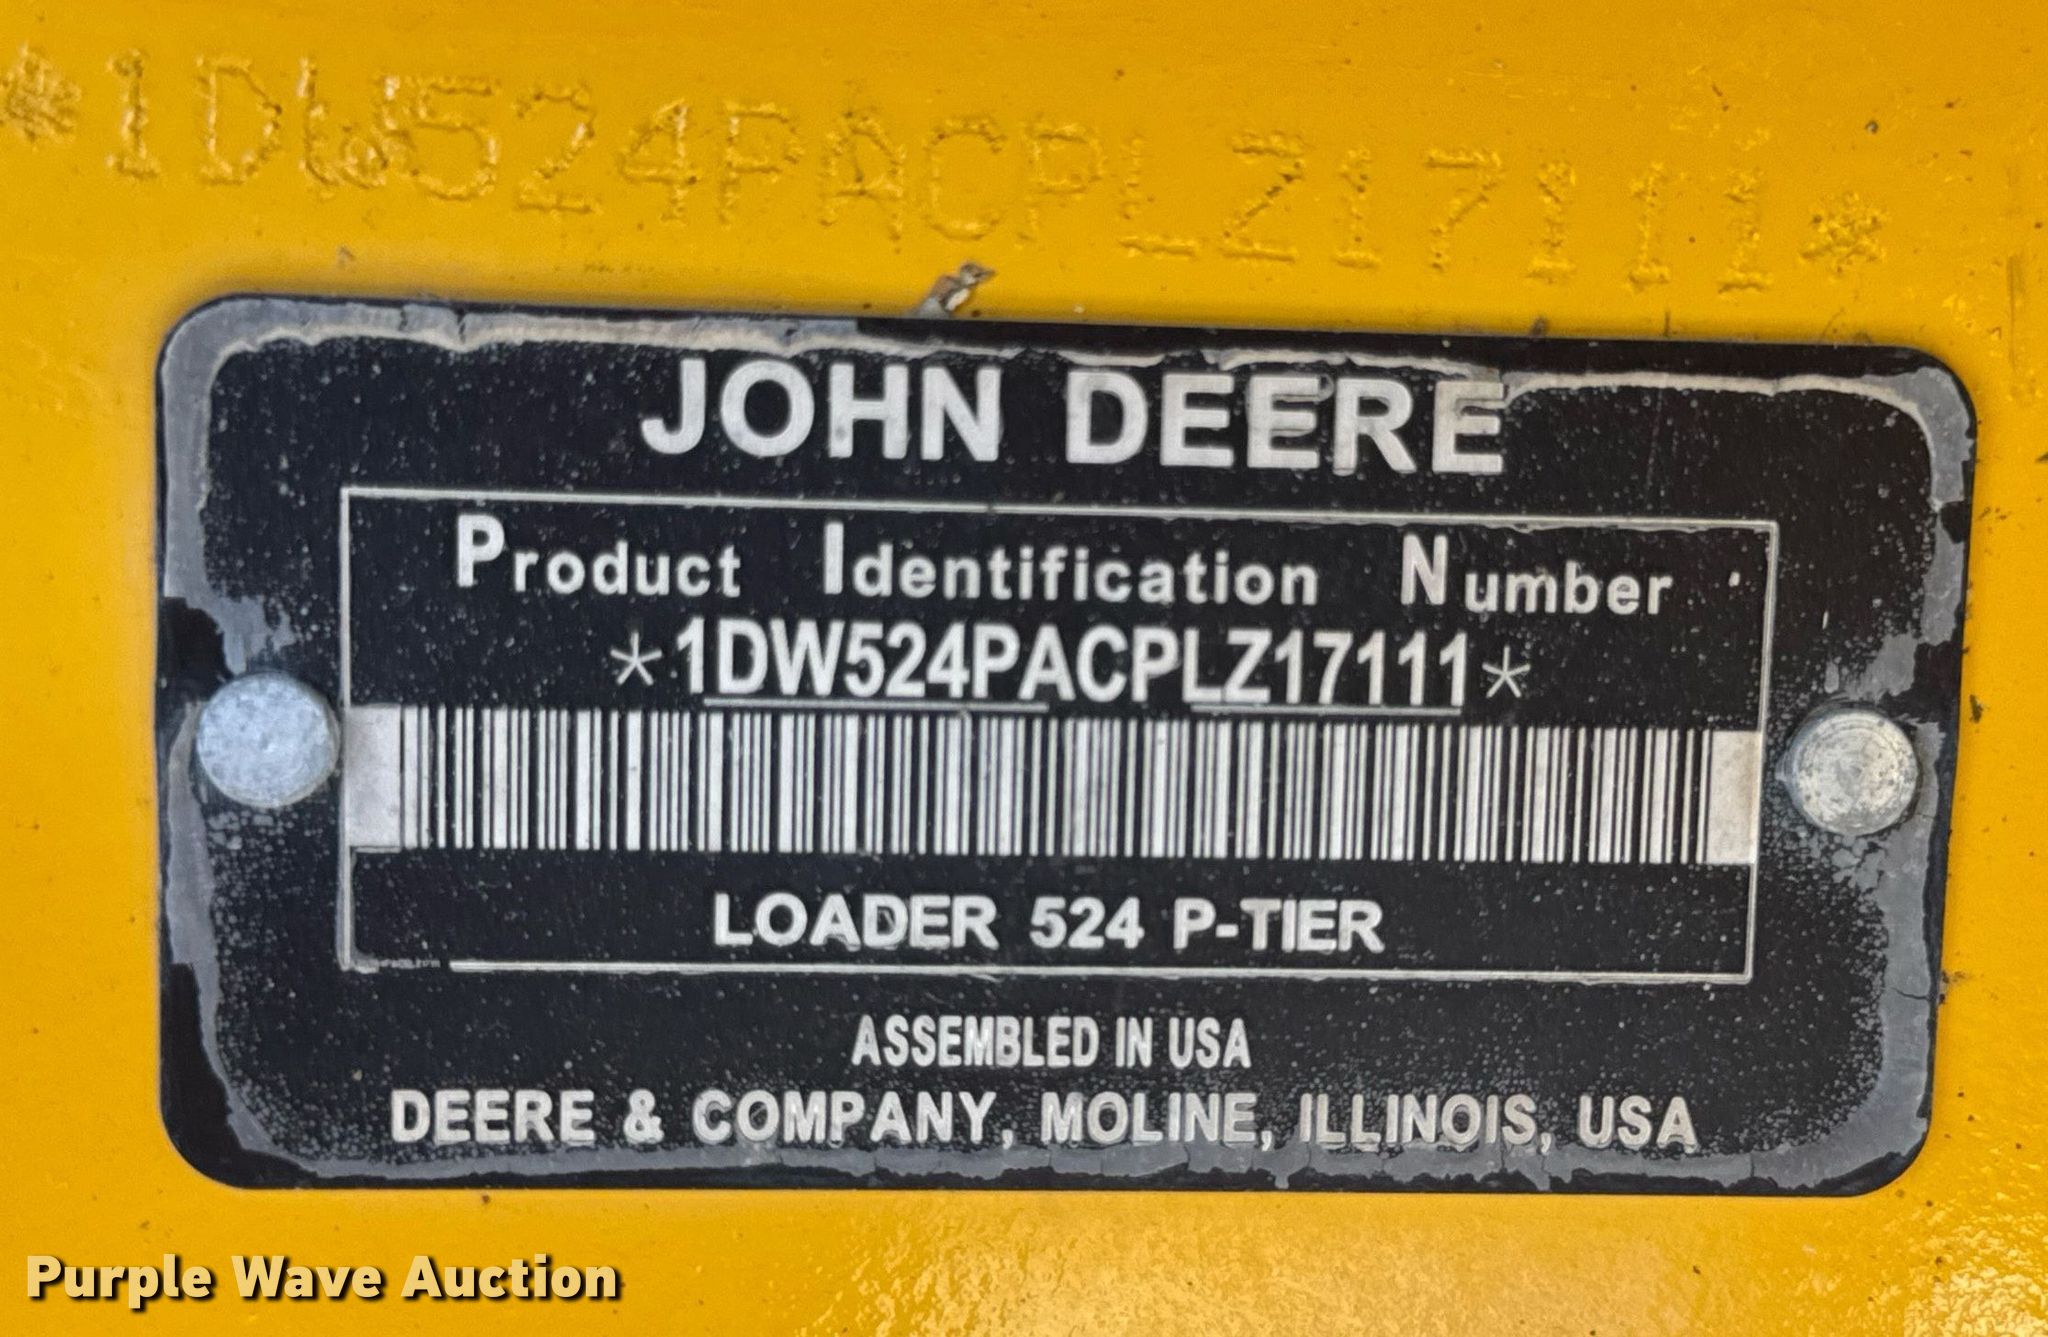 *1DW524PACPLZ17111*
JOHN DEERE
Product Identification Number
*1DW524PACPLZ17111*
LOADER 524 P-TIER
ASSEMBLED IN USA
DEERE & COMPANY, MOLINE, ILLINOIS, USA
Purple Wave Auction